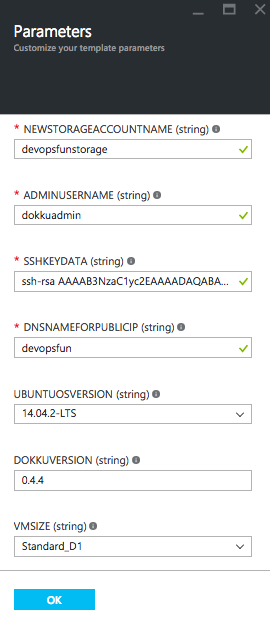 Parameters
Customize your template parameters
* NEWSTORAGEACCOUNTNAME (string)
devopsfunstorage
* ADMINUSERNAME (string)
dokkuadmin
* SSHKEYDATA (string)
ssh-rsa AAAAB3NzaC1yc2EAAAADAQABA...
* DNSNAMEFORPUBLICIP (string)
devopsfun
UBUNTUOSVERSION (string)
14.04.2-LTS
DOKKUVERSION (string)
0.4.4
VMSIZE (string)
Standard_D1
OK